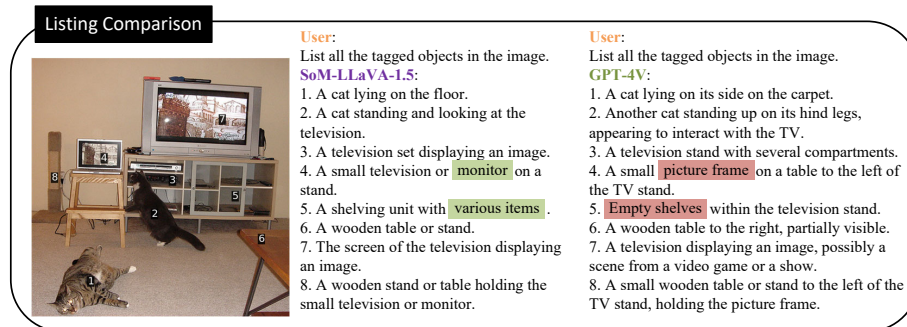 Listing Comparison
User:
List all the tagged objects in the image.
SoM-LLaVA-1.5:
1. A cat lying on the floor.
2. A cat standing and looking at the
television.
3. A television set displaying an image.
4. A small television or monitor on a
stand.
5. A shelving unit with various items .
6. A wooden table or stand.
7. The screen of the television displaying
an image.
8. A wooden stand or table holding the
small television or monitor.
User:
List all the tagged objects in the image.
GPT-4V:
1. A cat lying on its side on the carpet.
2. Another cat standing up on its hind legs,
appearing to interact with the TV.
3. A television stand with several compartments.
4. A small picture frame on a table to the left of
the TV stand.
5. Empty shelves within the television stand.
6. A wooden table to the right, partially visible.
7. A television displaying an image, possibly a
scene from a video game or a show.
8. A small wooden table or stand to the left of the
TV stand, holding the picture frame.
7
4
8
3
5
2
6
1